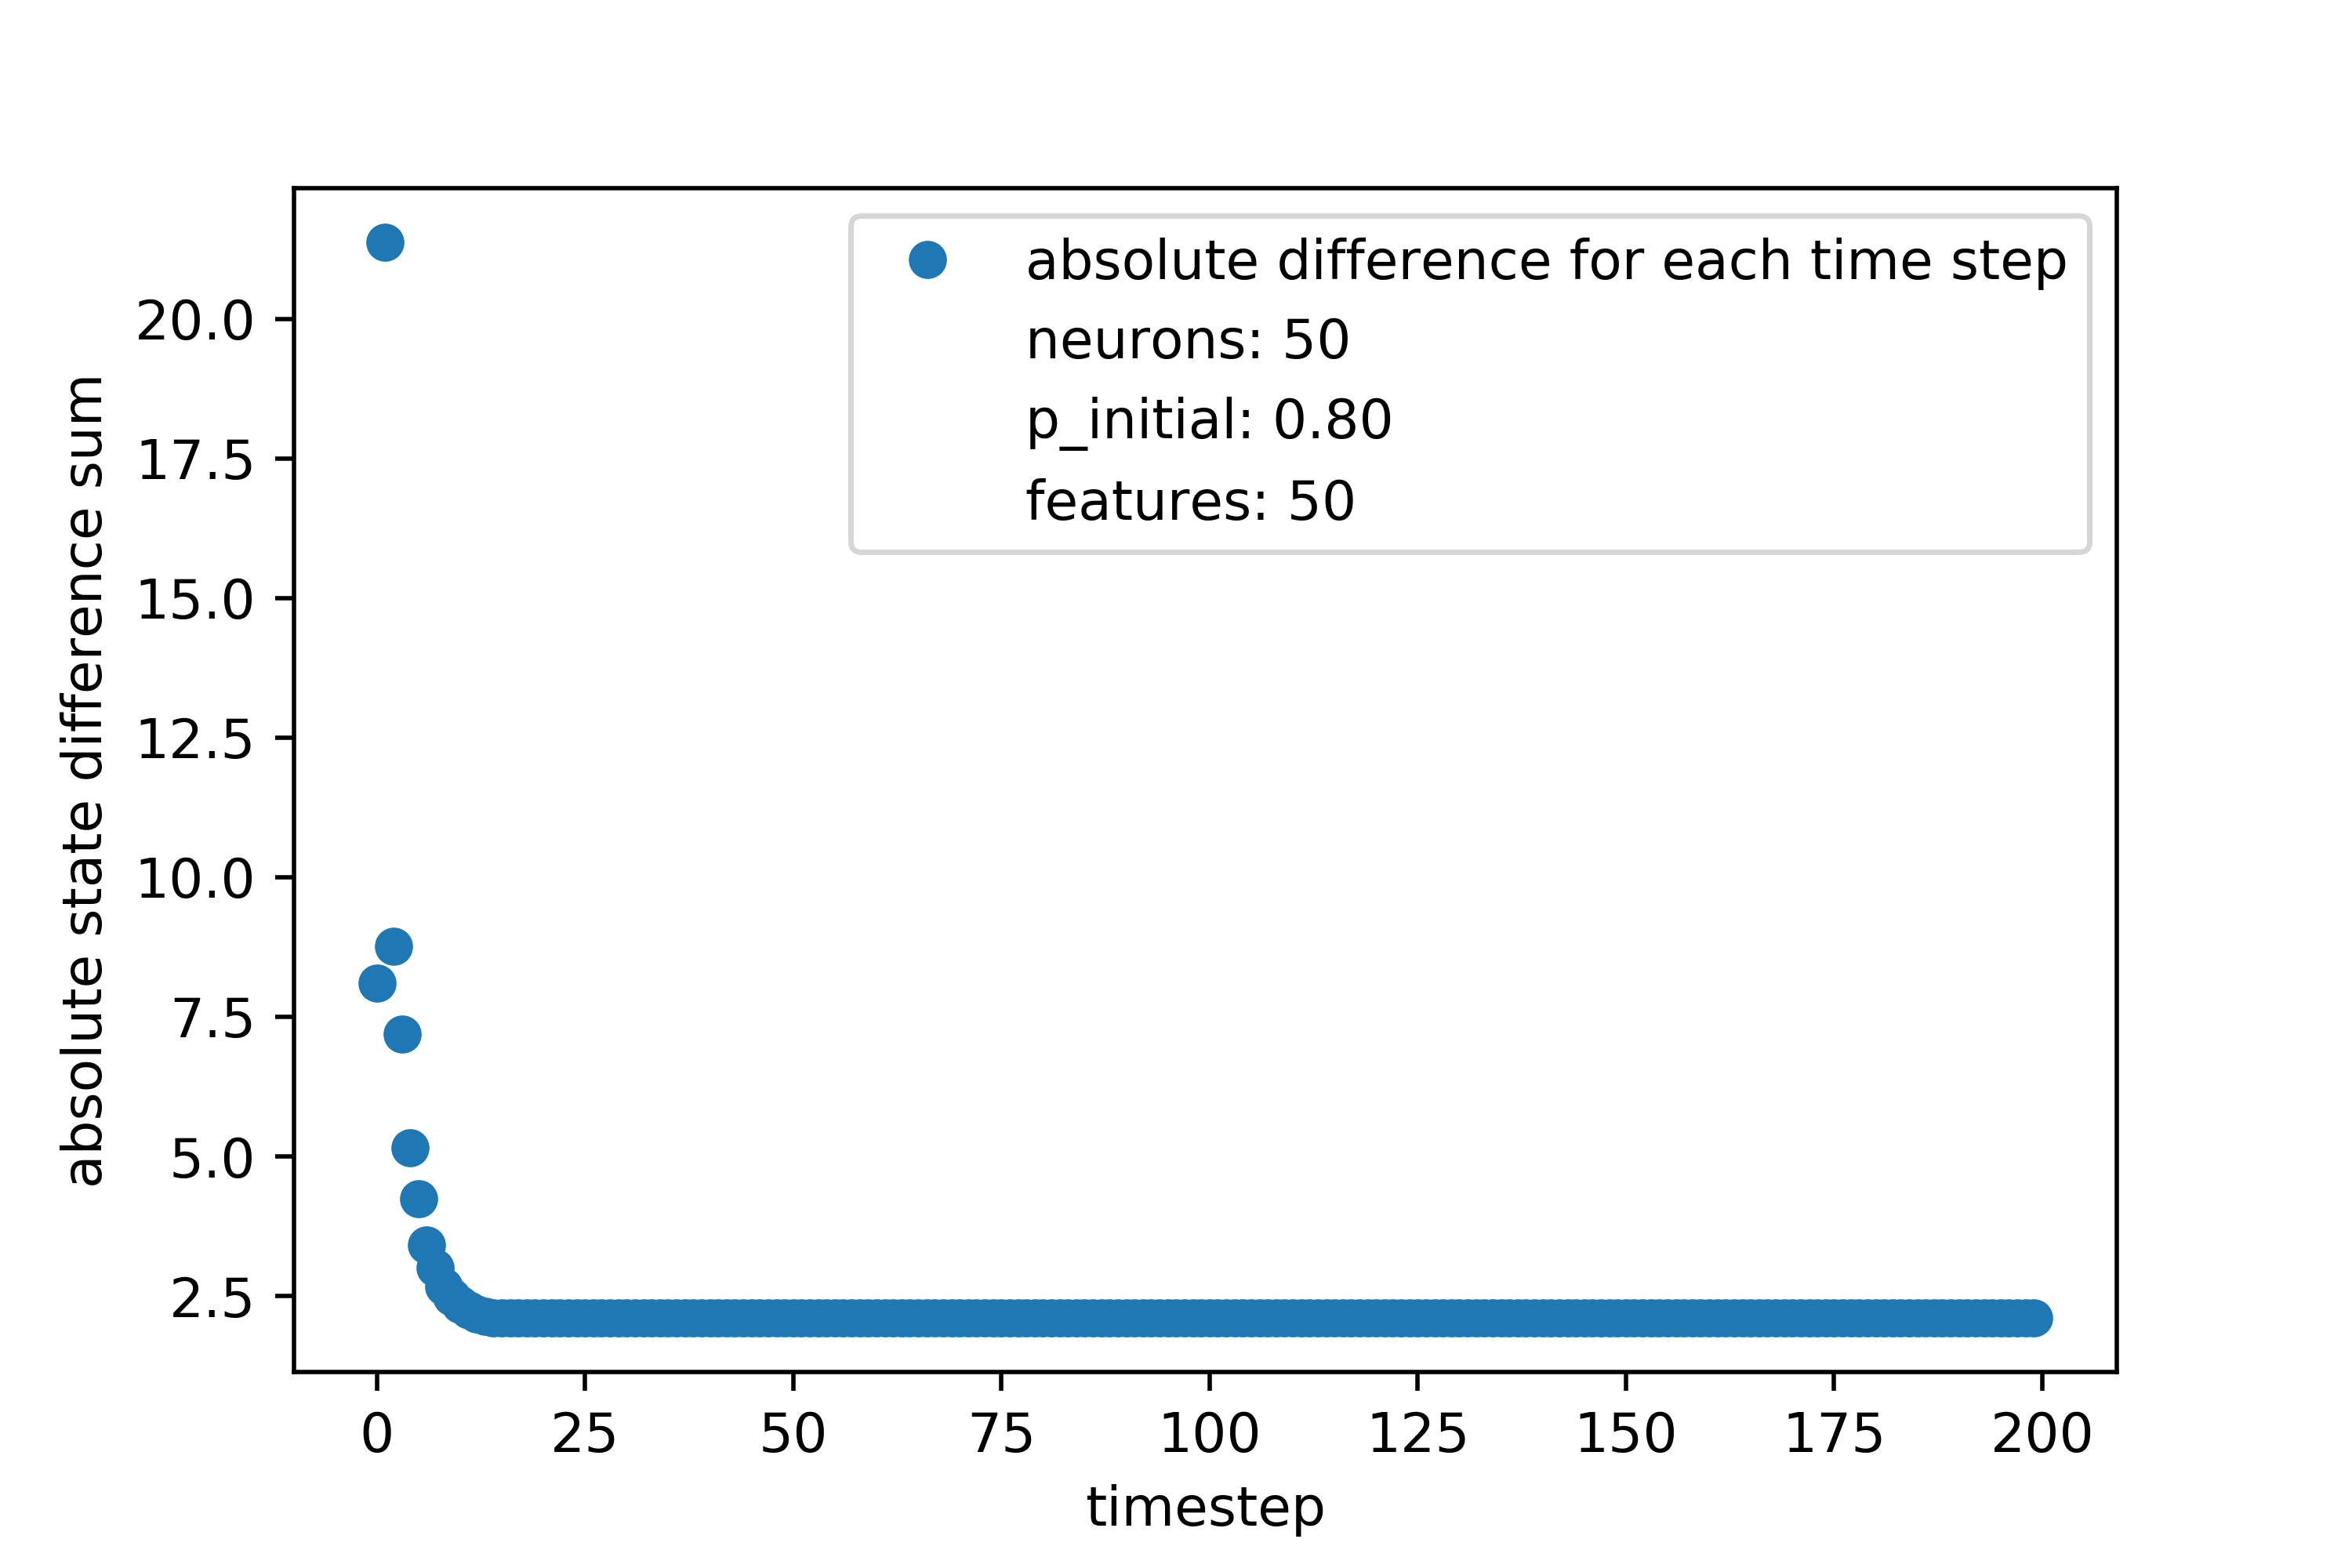 absolute difference for each time step
neurons: 50
p_initial: 0.80
features: 50
absolute state difference sum
20.0
17.5
15.0
12.5
10.0
7.5
5.0
2.5
0 25 50 75 100 125 150 175 200
timestep